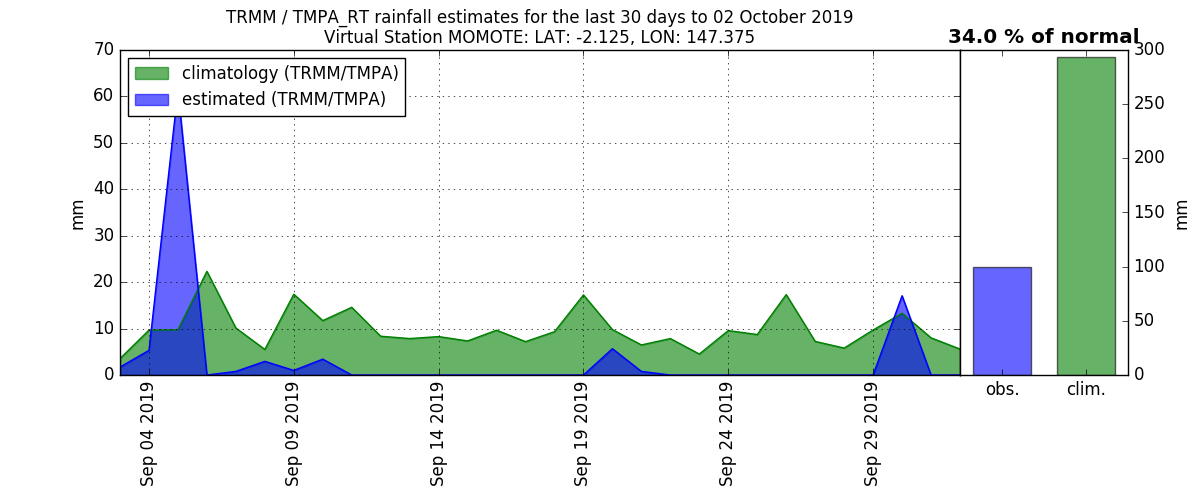 TRMM / TMPA_RT rainfall estimates for the last 30 days to 02 October 2019
Virtual Station MOMOTE: LAT: -2.125, LON: 147.375
34.0 % of normal
climatology (TRMM/TMPA)
estimated (TRMM/TMPA)
70
60
50
40
30
20
10
0
mm
Sep 04 2019
Sep 09 2019
Sep 14 2019
Sep 19 2019
Sep 24 2019
Sep 29 2019
300
250
200
150
100
50
0
mm
obs.
clim.